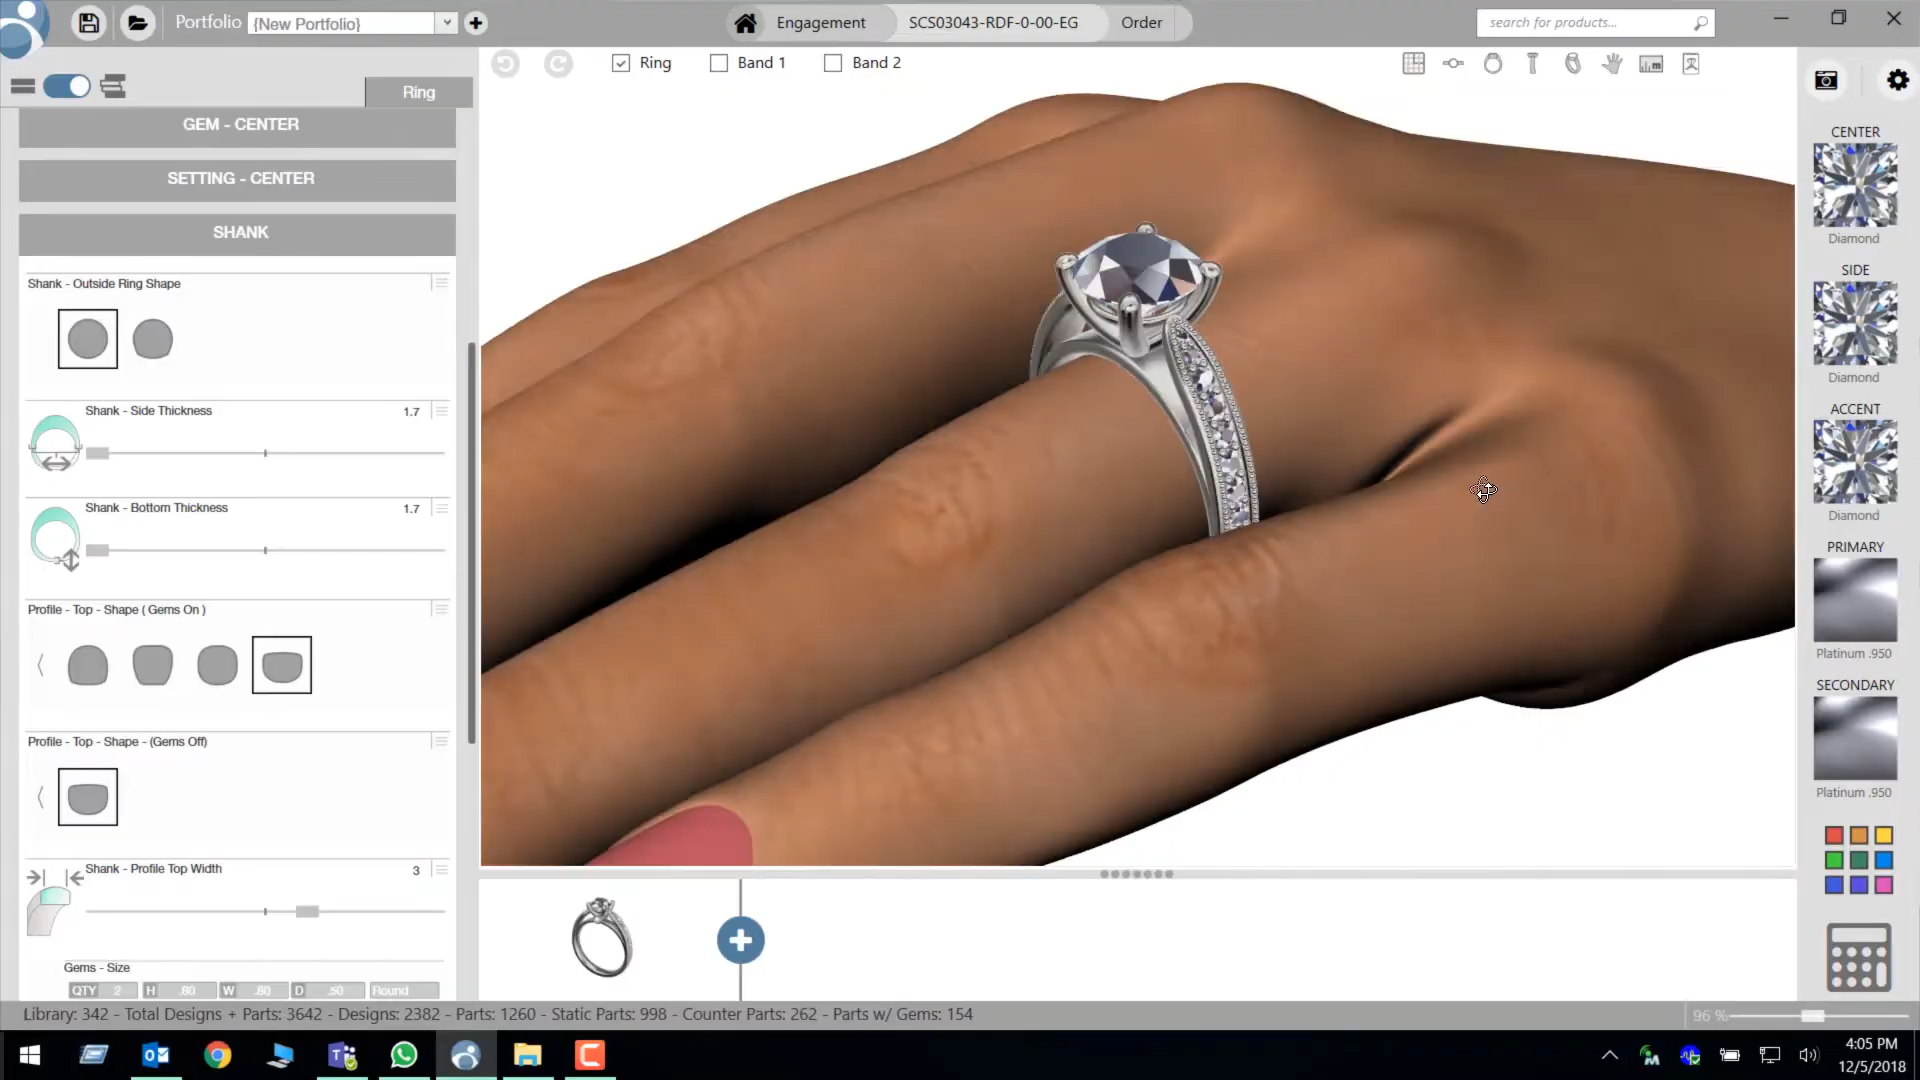 Portfolio {New Portfolio}
Engagement SCS03043-RDF-0-00-EG Order
search for products...
Ring
Ring Band 1 Band 2
GEM - CENTER
SETTING - CENTER
SHANK
Shank - Outside Ring Shape
Shank - Side Thickness 1.7
Shank - Bottom Thickness 1.7
Profile - Top - Shape ( Gems On )
Profile - Top - Shape - (Gems Off)
Shank - Profile Top Width 3
Gems - Size
QTY 2 H .80 W .80 D .50 Round
CENTER
Diamond
SIDE
Diamond
ACCENT
Diamond
PRIMARY
Platinum .950
SECONDARY
Platinum .950
Library: 342 - Total Designs + Parts: 3642 - Designs: 2382 - Parts: 1260 - Static Parts: 998 - Counter Parts: 262 - Parts w/ Gems: 154
96 %
4:05 PM
12/5/2018